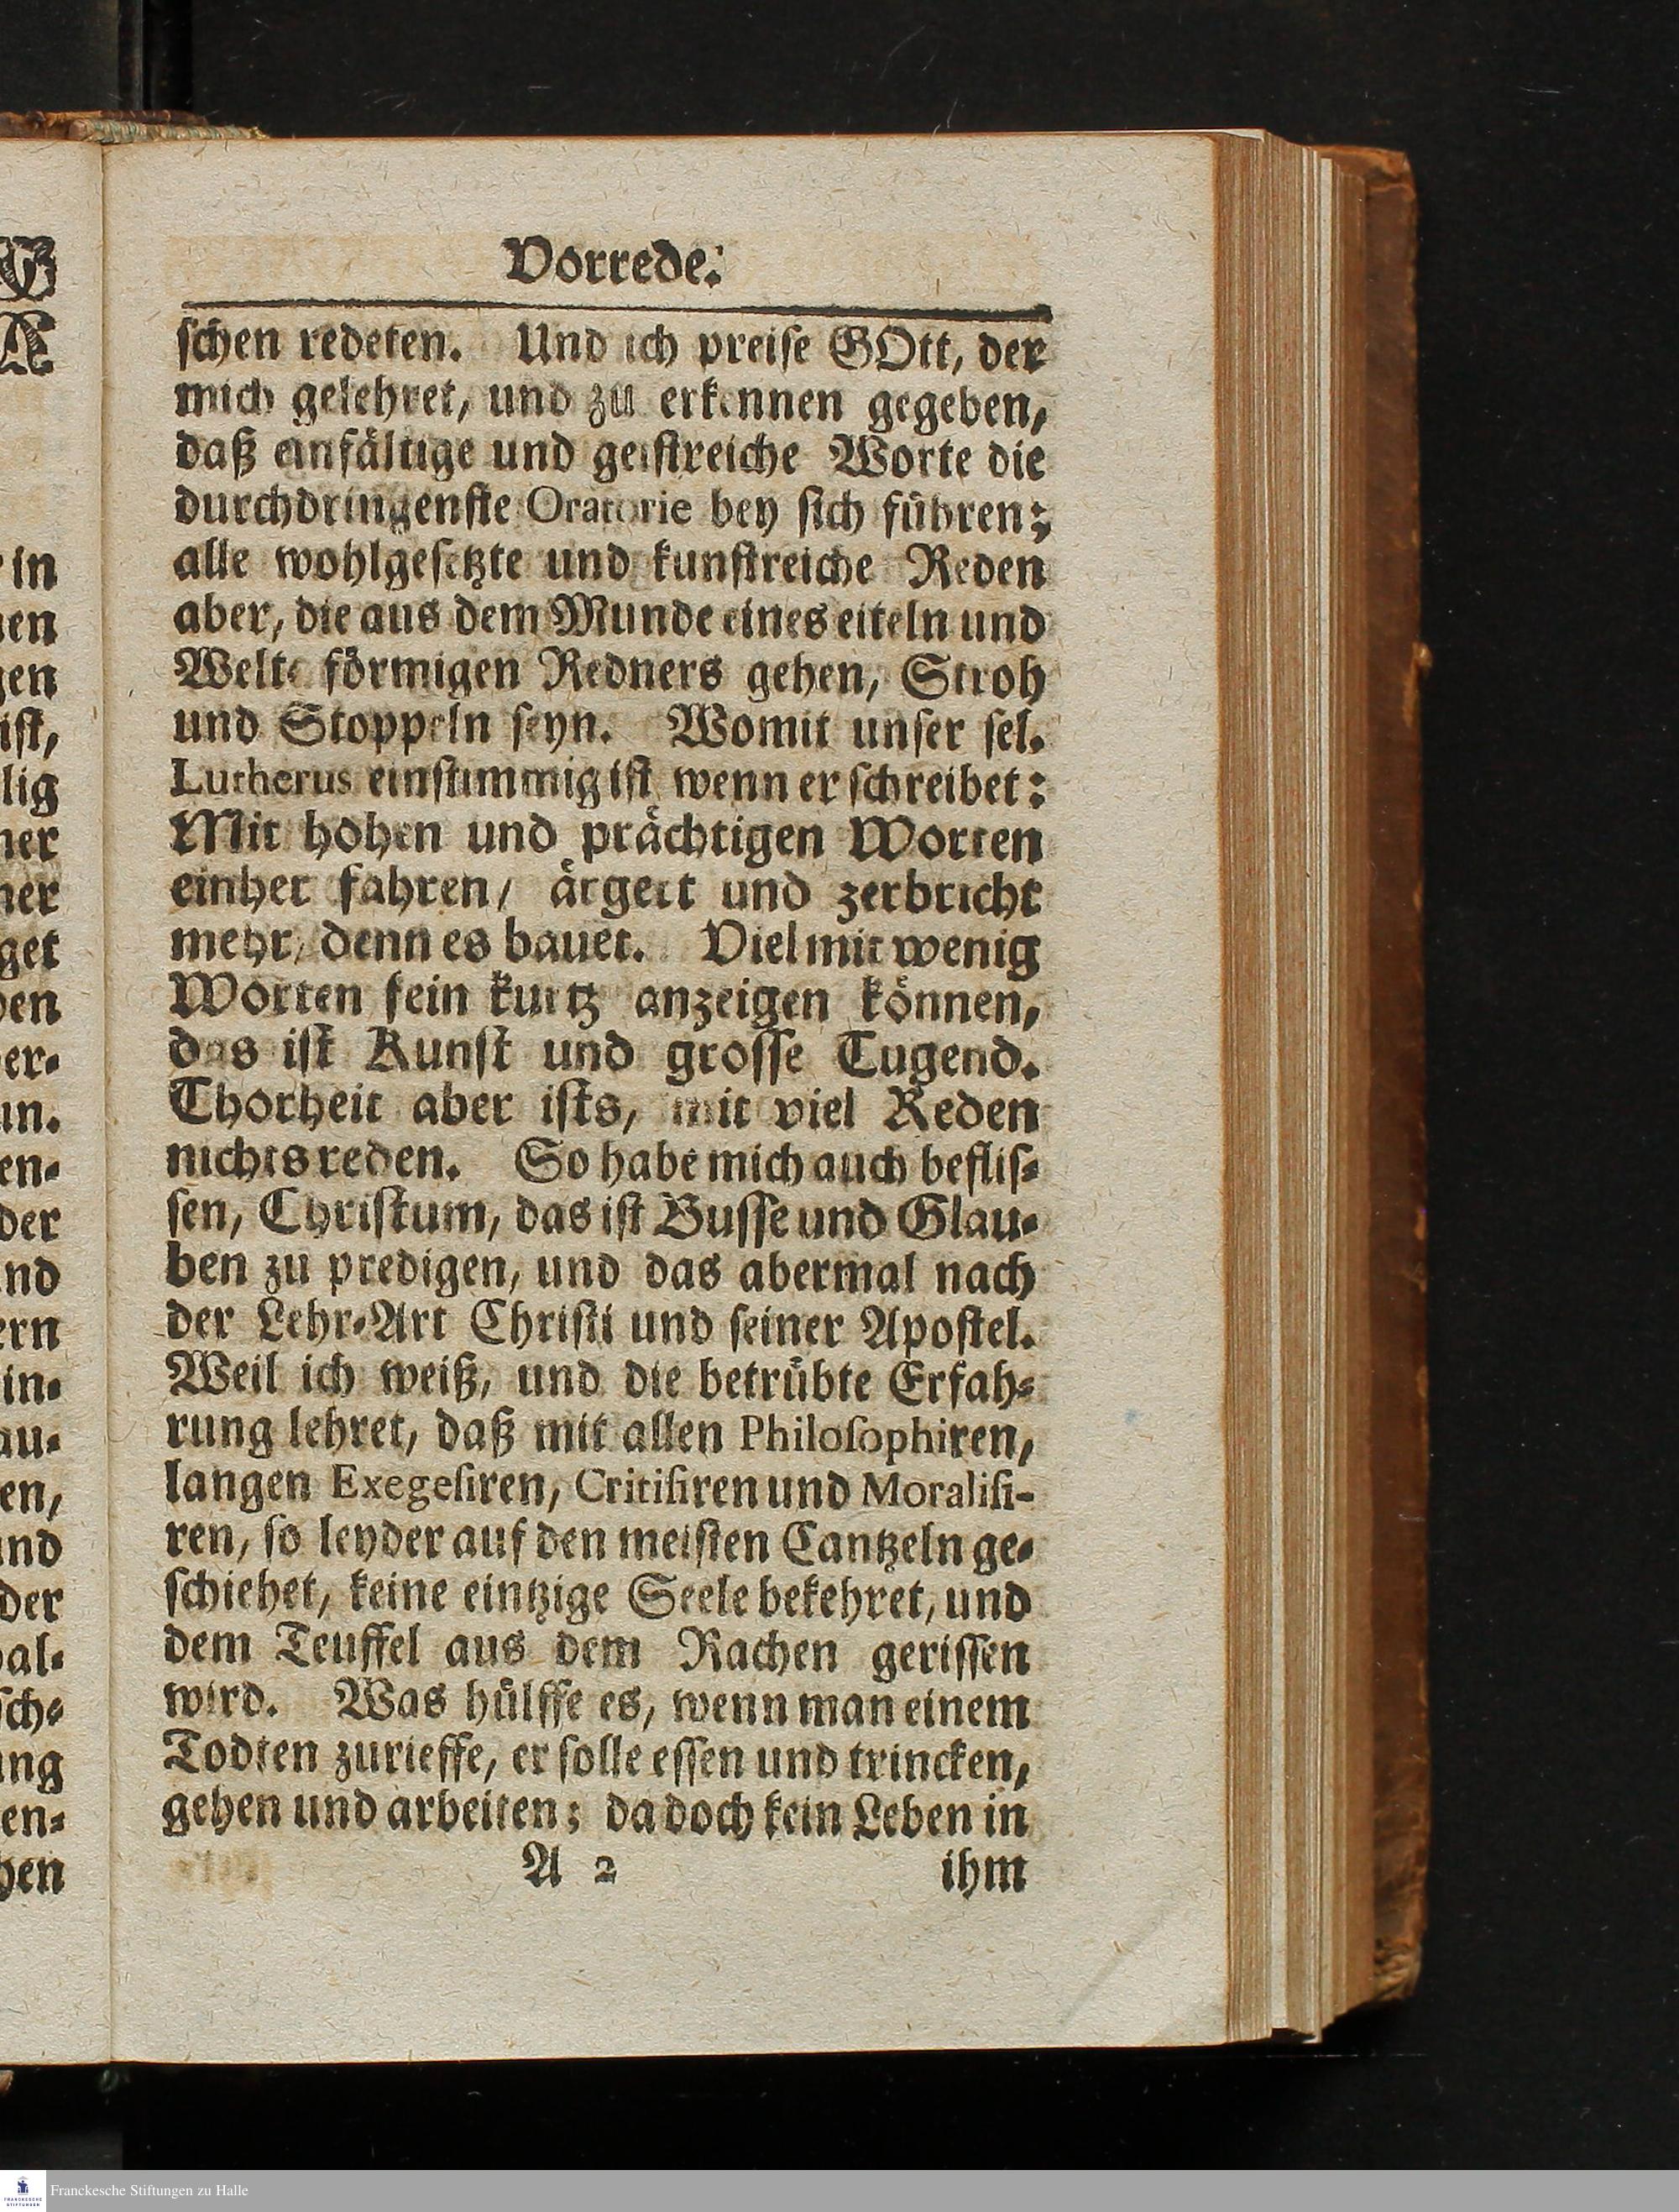 Vorrede.
schen redeten. Und ich preise GOtt, der
mich gelehret, und zu erkennen gegeben,
daß einfältige und geistreiche Worte die
durchdringenste Oratorie bey sich führen;
alle wohlgesetzte und kunstreiche Reden
aber, die aus dem Munde eines eiteln und
Welt- förmigen Redners gehen, Stroh
und Stoppeln seyn. Womit unser sel.
Lutherus einstimmig ist wenn er schreibet:
Mit hohen und prächtigen Worten
einher fahren/ ärgert und zerbricht
mehr, denn es bauet. Viel mit wenig
Worten fein kurtz anzeigen können,
das ist Kunst und grosse Tugend.
Thorheit aber ists, mit viel Reden
nichts reden. So habe mich auch beflis-
sen, Christum, das ist Busse und Glau-
ben zu predigen, und das abermal nach
der Lehr-Art Christi und seiner Apostel.
Weil ich weiß, und die betrübte Erfah-
rung lehret, daß mit allen Philosophiren,
langen Exegesiren, Critisiren und Moralisi-
ren, so leyder auf den meisten Cantzeln ge-
schiehet, keine eintzige Seele bekehret, und
dem Teuffel aus dem Rachen gerissen
wird. Was hülffe es, wenn man einem
Todten zurieffe, er solle essen und trincken,
gehen und arbeiten; da doch kein Leben in
A 2 ihm
Franckesche Stiftungen zu Halle